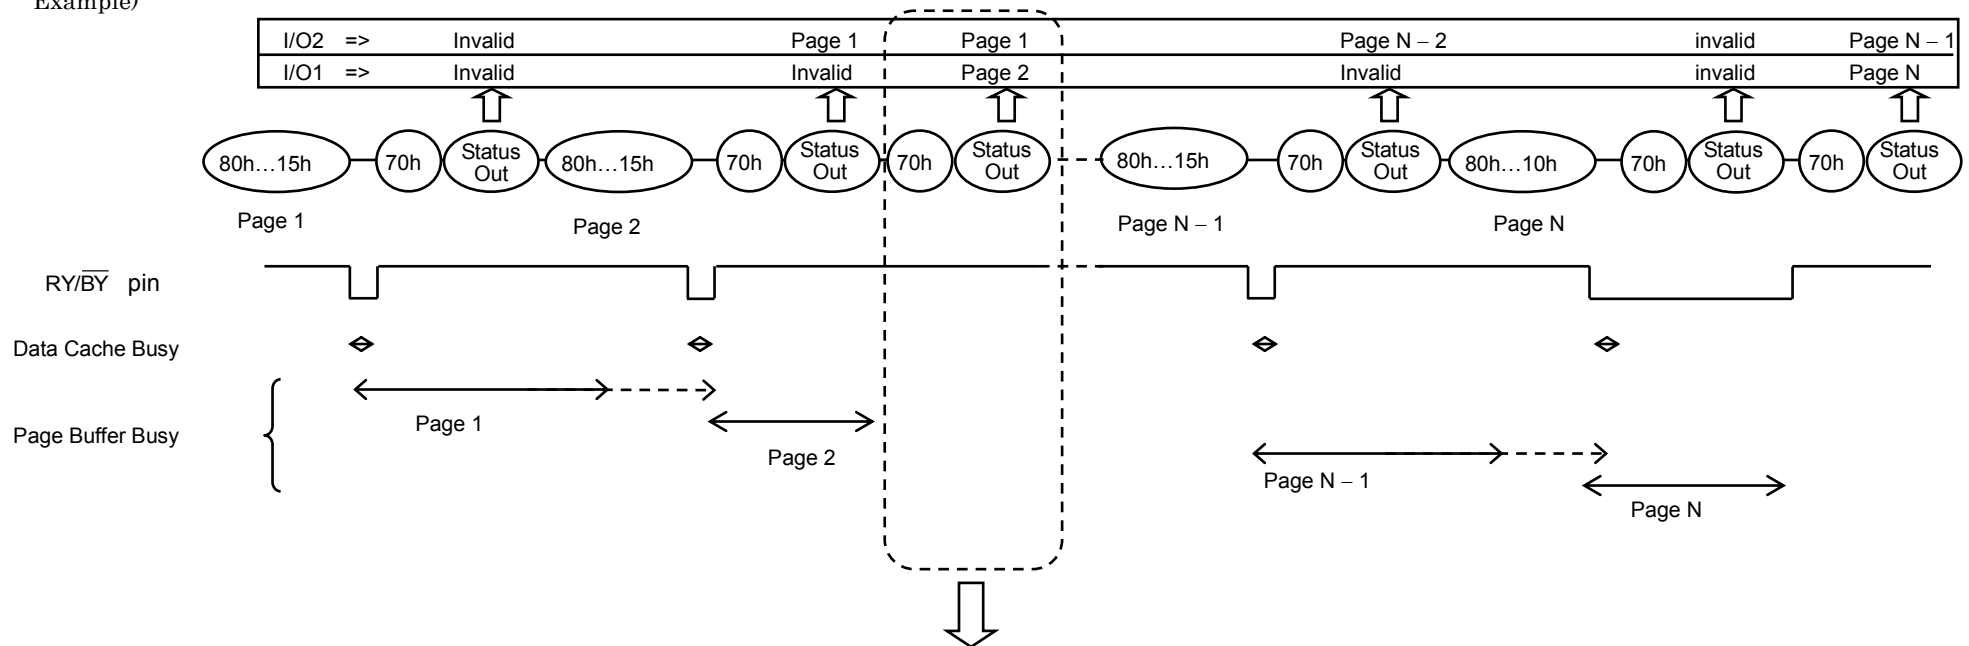 Example)
I/O2 => Invalid Page 1 Page 1 Page N − 2 invalid Page N − 1
I/O1 => Invalid Invalid Page 2 Invalid invalid Page N
80h…15h 70h Status Out 80h…15h 70h Status Out 70h Status Out 80h…15h 70h Status Out 80h…10h 70h Status Out 70h Status Out
Page 1 Page 2 Page N − 1 Page N
RY/B̅Y̅ pin
Data Cache Busy
Page Buffer Busy
Page 1
Page 2
Page N − 1
Page N